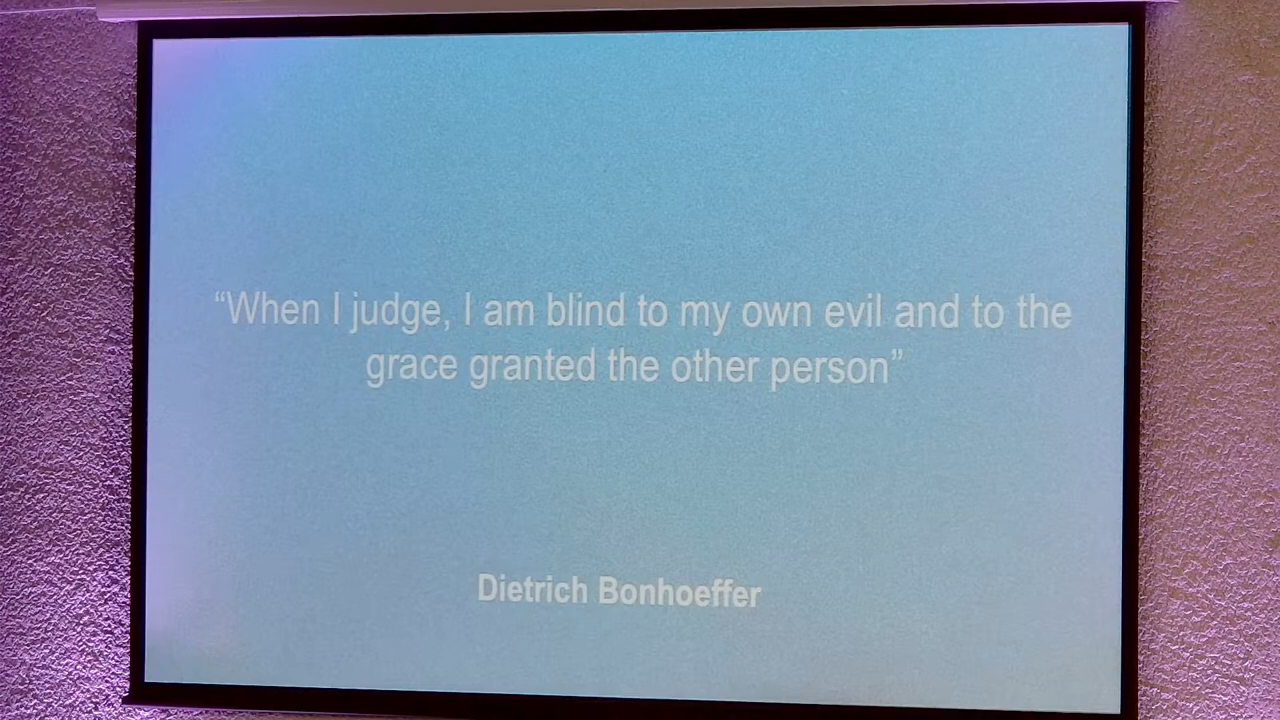 “When I judge, I am blind to my own evil and to the
grace granted the other person”
Dietrich Bonhoeffer